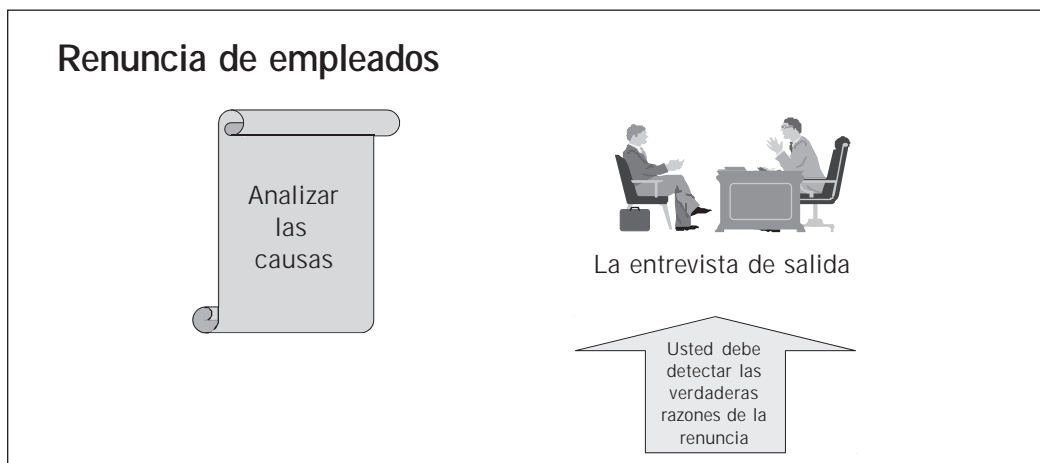 Renuncia de empleados
Analizar
las
causas
La entrevista de salida
Usted debe
detectar las
verdaderas
razones de la
renuncia